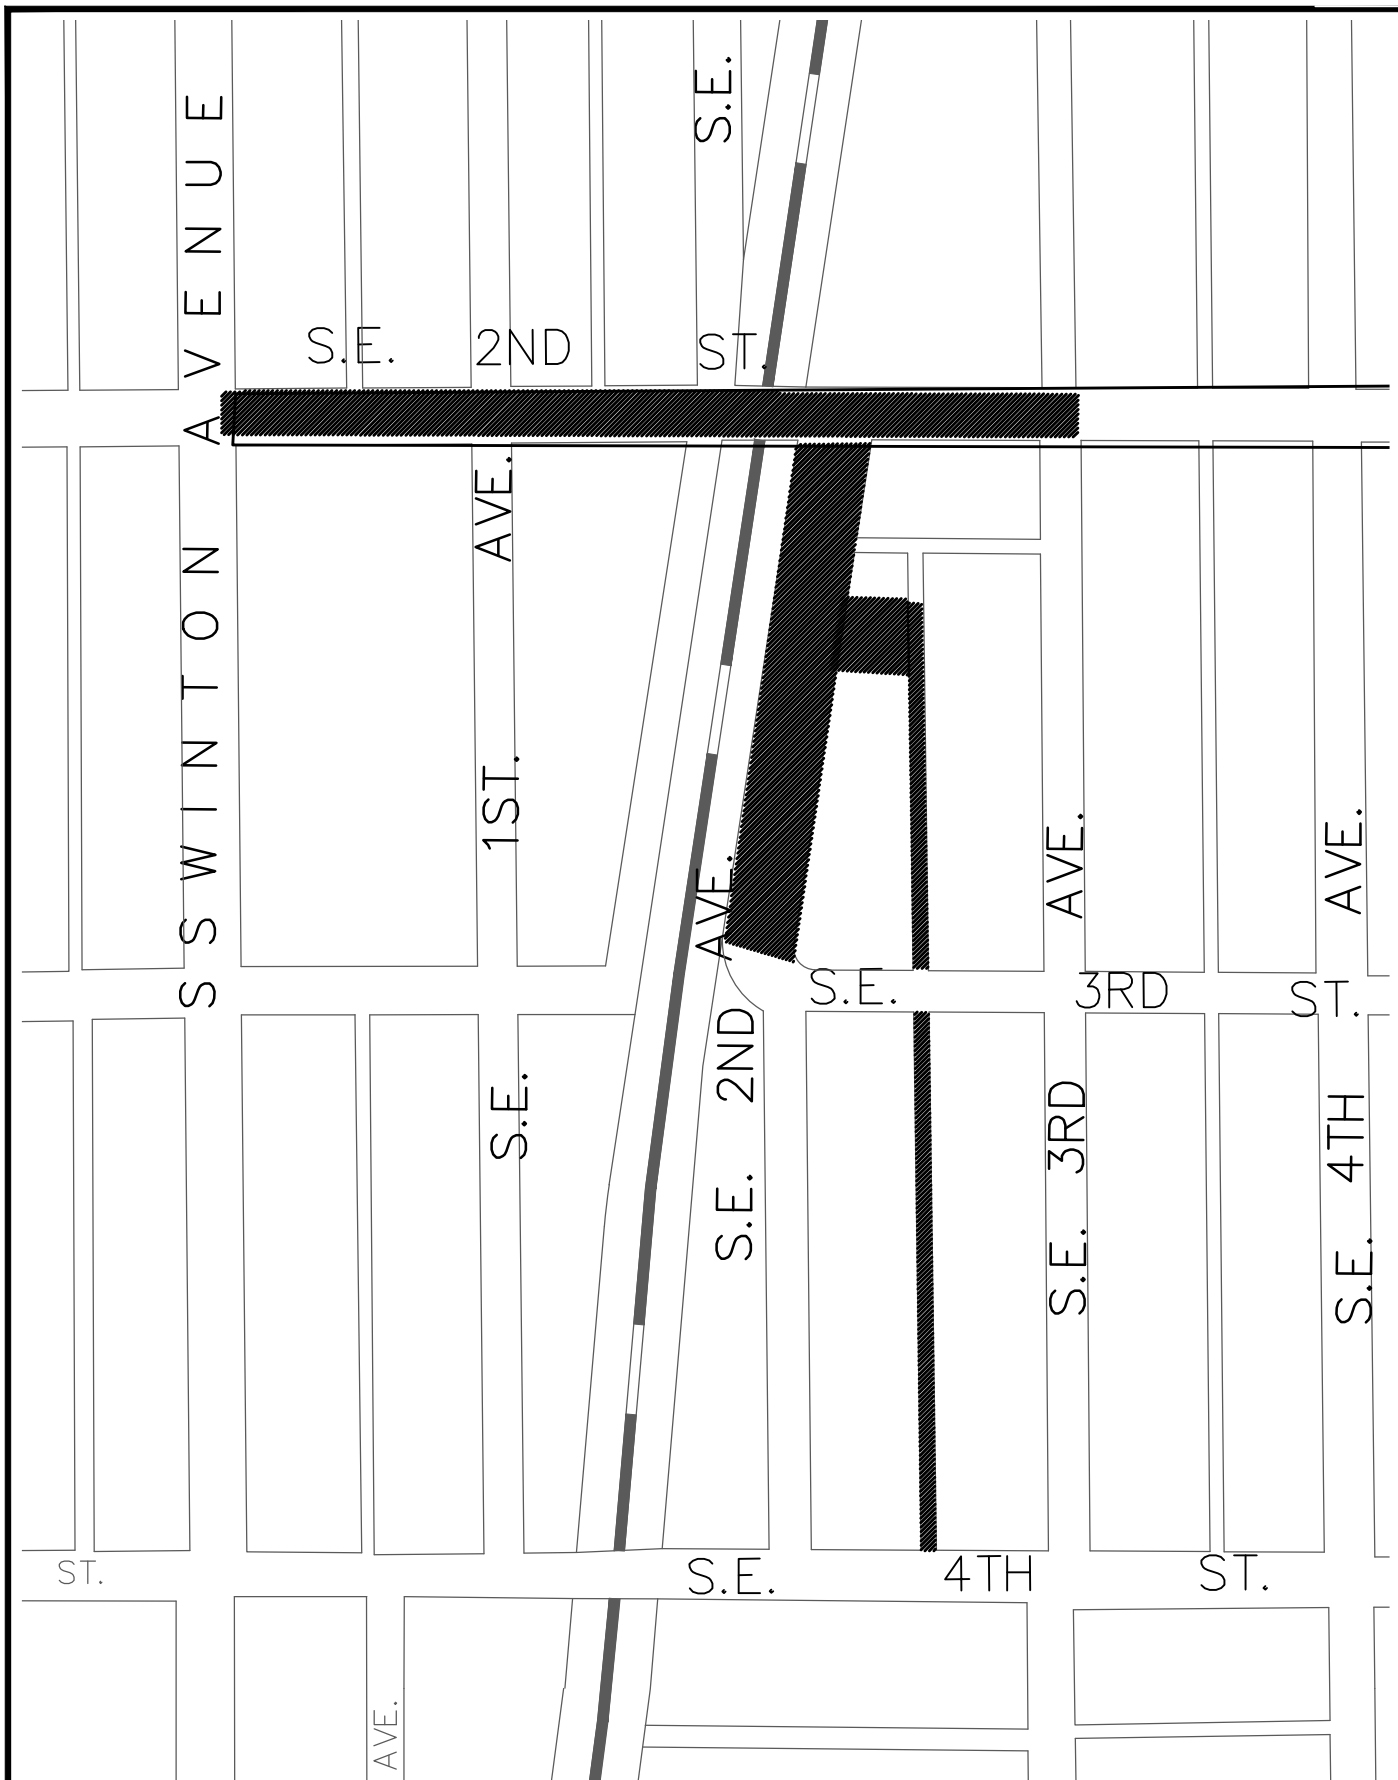 S.E.
S.E. 2ND ST.
S SWINTON AVENUE
S.E. 1ST. AVE.
S.E. 2ND AVE.
S.E. 3RD AVE.
S.E. 4TH AVE.
S.E. 3RD ST.
S.E. 4TH ST.
ST.
AVE.